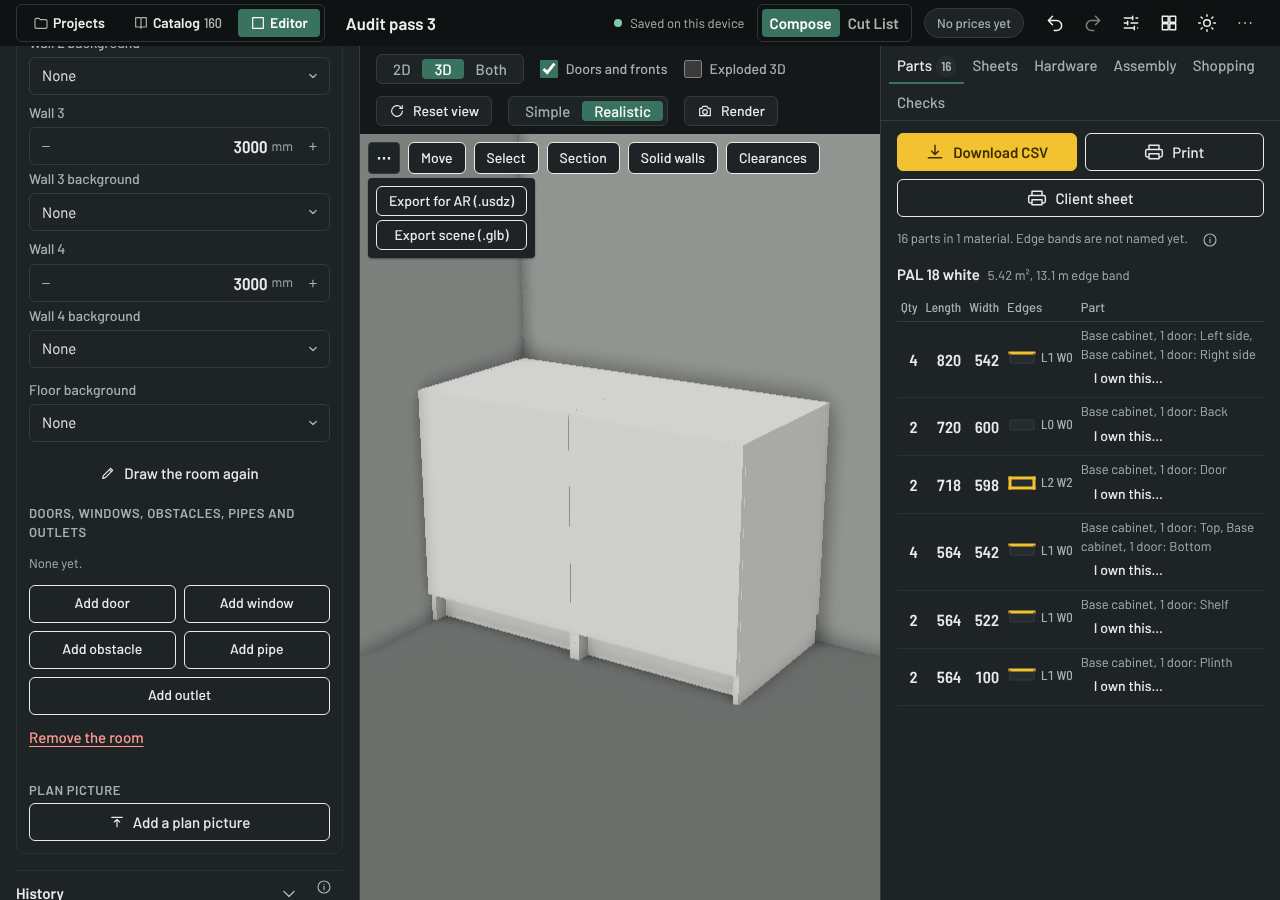 Projects
Catalog 160
Editor
Audit pass 3
Saved on this device
Compose
Cut List
No prices yet
Wall 2 background
None
Wall 3
− 3000 mm +
Wall 3 background
None
Wall 4
− 3000 mm +
Wall 4 background
None
Floor background
None
Draw the room again
DOORS, WINDOWS, OBSTACLES, PIPES AND
OUTLETS
None yet.
Add door
Add window
Add obstacle
Add pipe
Add outlet
Remove the room
PLAN PICTURE
Add a plan picture
History
2D 3D Both
Doors and fronts
Exploded 3D
Reset view
Simple Realistic
Render
Move
Select
Section
Solid walls
Clearances
Export for AR (.usdz)
Export scene (.glb)
Parts 16
Sheets
Hardware
Assembly
Shopping
Checks
Download CSV
Print
Client sheet
16 parts in 1 material. Edge bands are not named yet.
PAL 18 white 5.42 m², 13.1 m edge band
Qty Length Width Edges Part
4 820 542 L1 W0 Base cabinet, 1 door: Left side,
Base cabinet, 1 door: Right side
I own this...
2 720 600 L0 W0 Base cabinet, 1 door: Back
I own this...
2 718 598 L2 W2 Base cabinet, 1 door: Door
I own this...
4 564 542 L1 W0 Base cabinet, 1 door: Top, Base
cabinet, 1 door: Bottom
I own this...
2 564 522 L1 W0 Base cabinet, 1 door: Shelf
I own this...
2 564 100 L1 W0 Base cabinet, 1 door: Plinth
I own this...